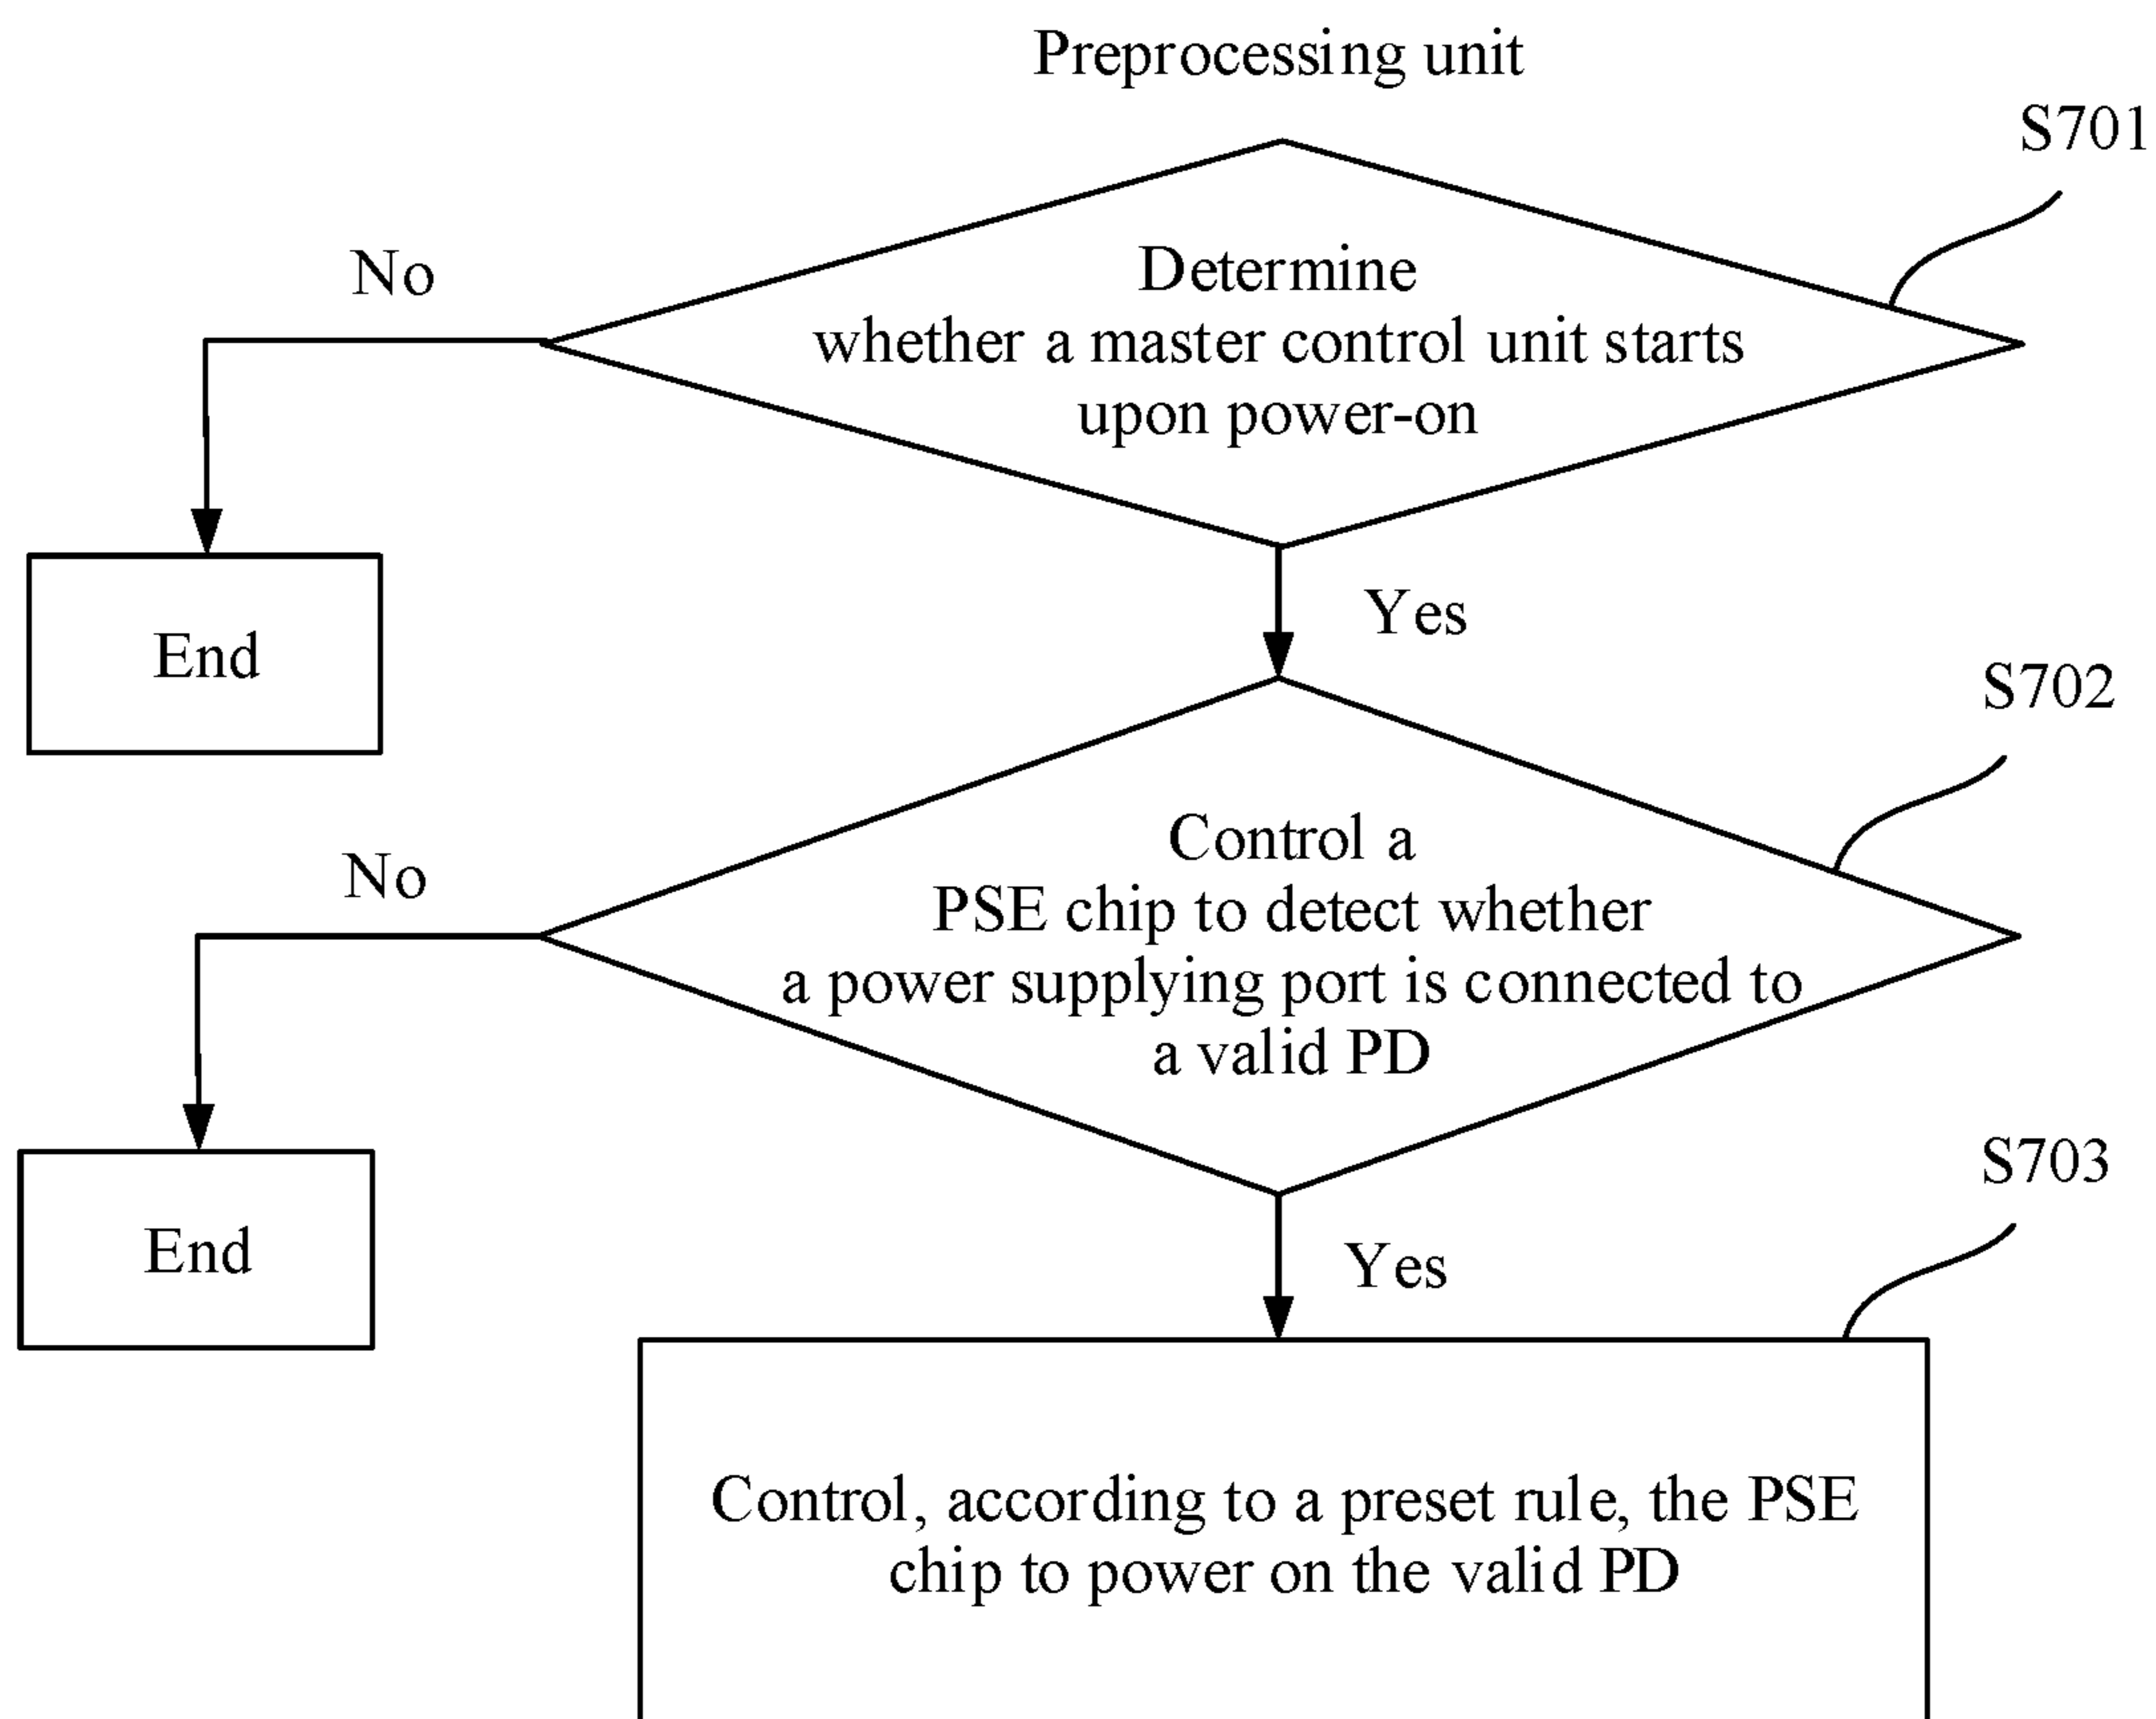 Preprocessing unit
S701
Determine
whether a master control unit starts
upon power-on
No
End
Yes
S702
Control a
PSE chip to detect whether
a power supplying port is connected to
a valid PD
No
End
Yes
S703
Control, according to a preset rule, the PSE
chip to power on the valid PD